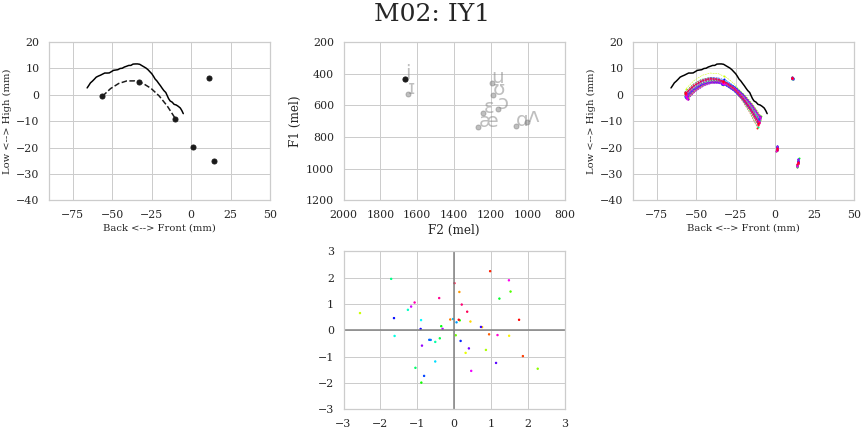 M02: IY1
20
10
0
−10
−20
−30
−40
Low <--> High (mm)
−75 −50 −25 0 25 50
Back <--> Front (mm)
200
400
600
800
1000
1200
F1 (mel)
i
ɪ
u
ʊ
ɛ ɔ
æ ɑ ʌ
2000 1800 1600 1400 1200 1000 800
F2 (mel)
20
10
0
−10
−20
−30
−40
Low <--> High (mm)
−75 −50 −25 0 25 50
Back <--> Front (mm)
3
2
1
0
−1
−2
−3
−3 −2 −1 0 1 2 3